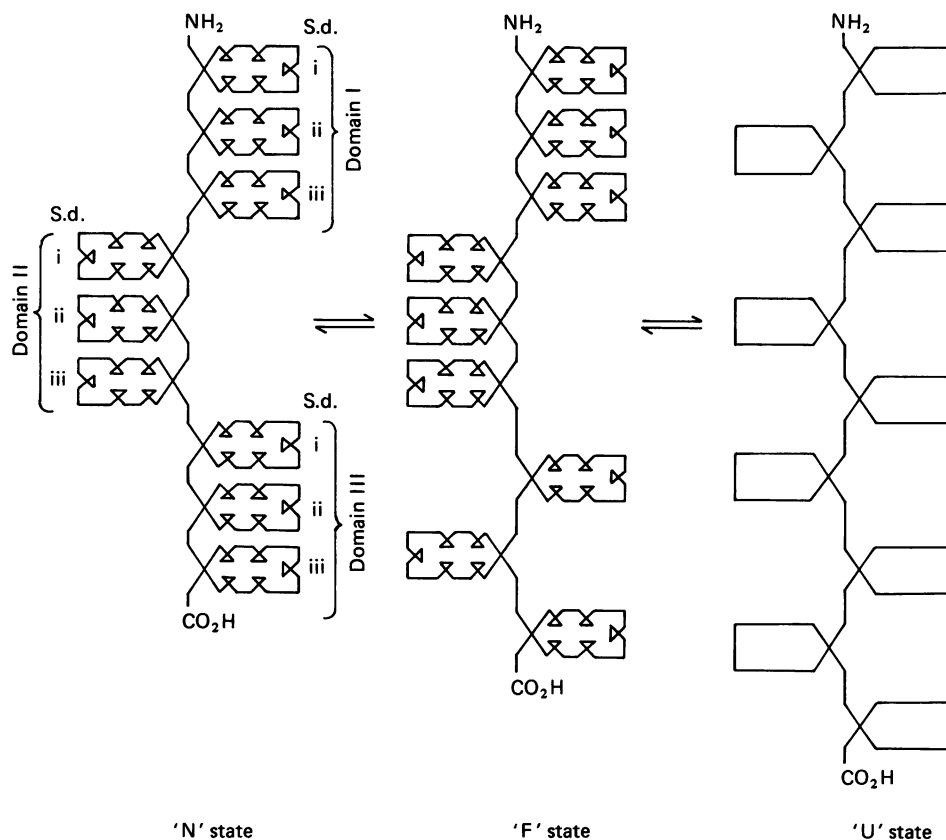 NH2
S.d.
i
ii
iii
Domain I
S.d.
i
ii
iii
Domain II
S.d.
i
ii
iii
Domain III
CO2H
'N' state
NH2
CO2H
'F' state
NH2
CO2H
'U' state